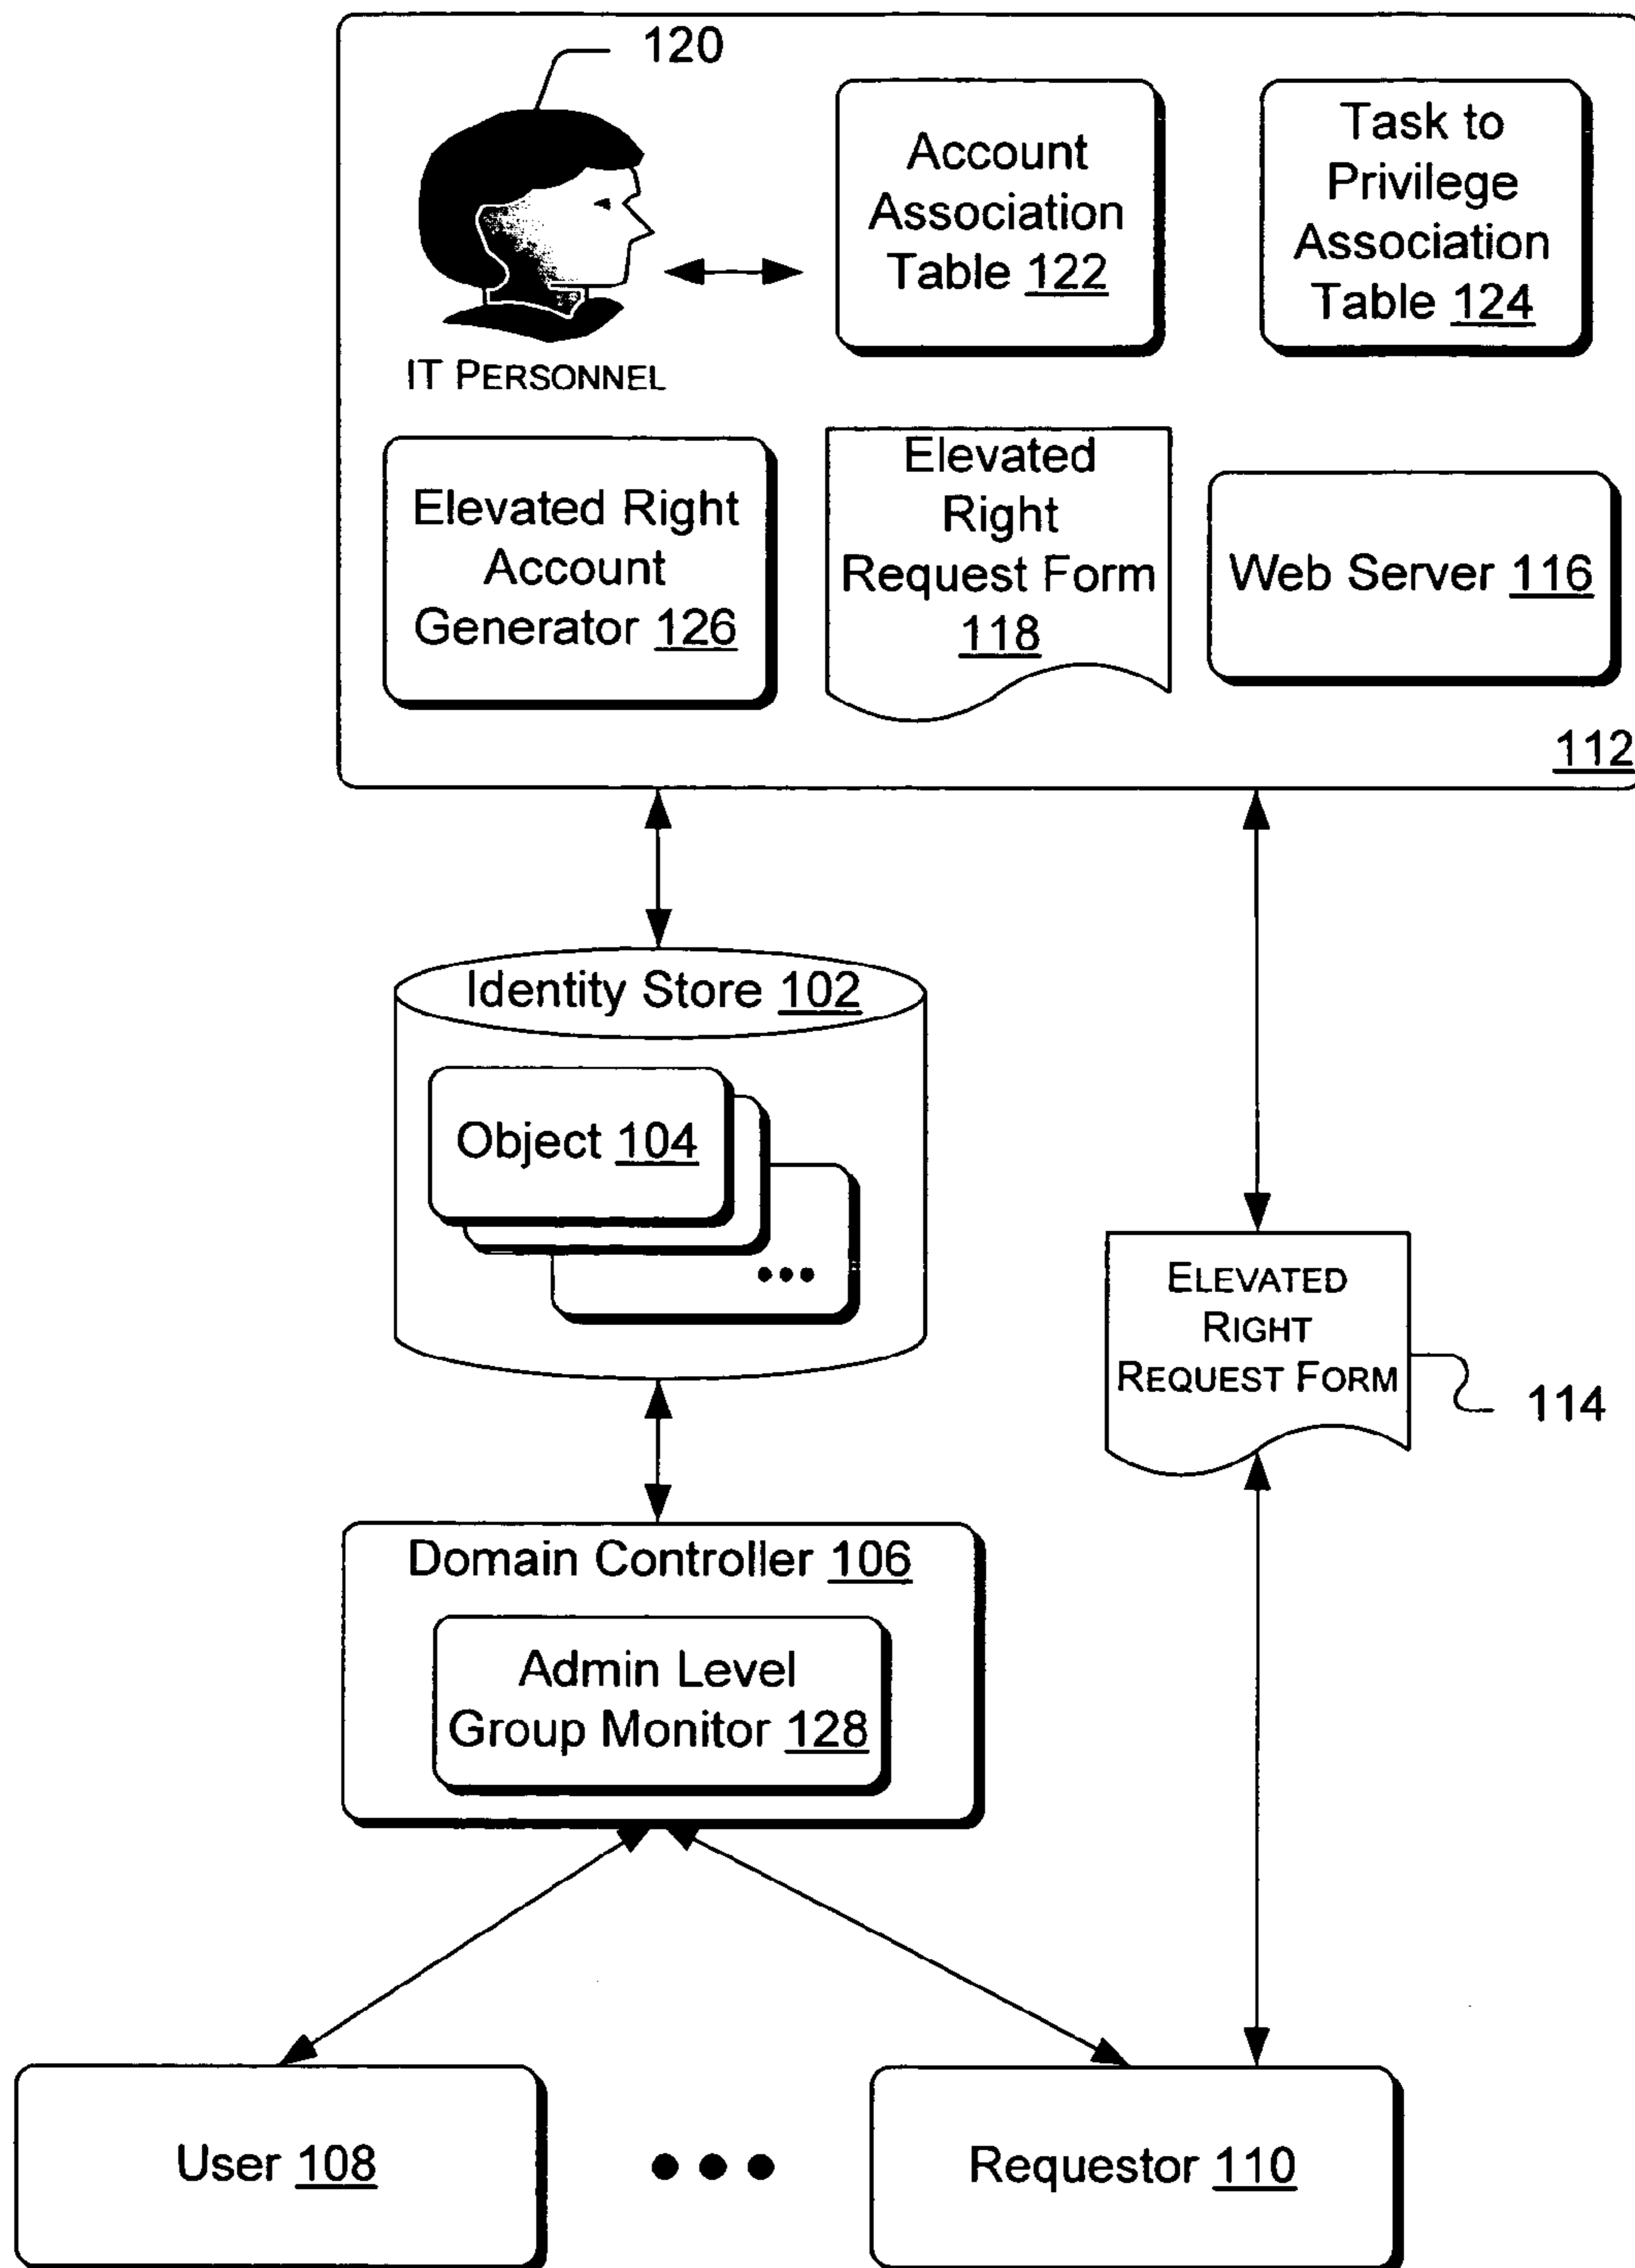 120
Account
Association
Table 122
Task to
Privilege
Association
Table 124
IT PERSONNEL
Elevated Right
Account
Generator 126
Elevated
Right
Request Form
118
Web Server 116
112
Identity Store 102
Object 104
ELEVATED
RIGHT
REQUEST FORM
114
Domain Controller 106
Admin Level
Group Monitor 128
User 108
Requestor 110